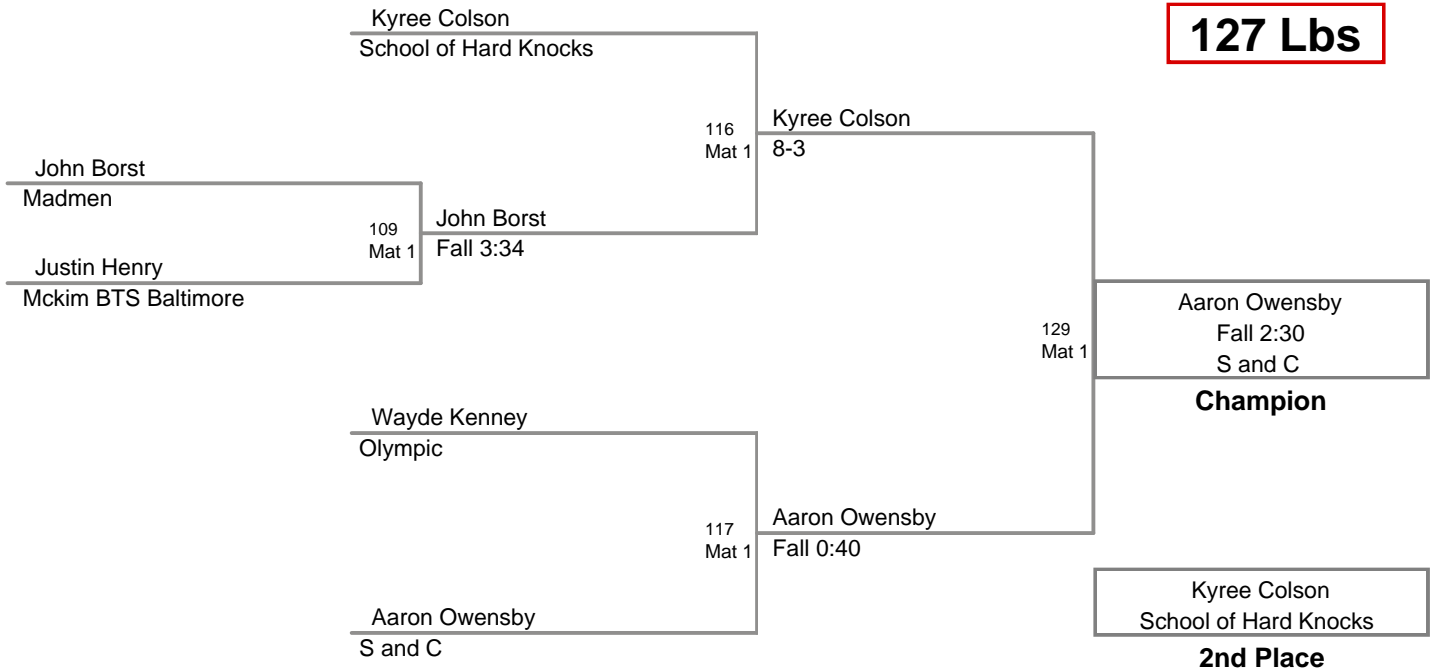 Kyree Colson
School of Hard Knocks
127 Lbs
116
Mat 1
Kyree Colson
8-3
John Borst
Madmen
109
Mat 1
John Borst
Fall 3:34
Justin Henry
Mckim BTS Baltimore
129
Mat 1
Aaron Owensby
Fall 2:30
S and C
Champion
Wayde Kenney
Olympic
117
Mat 1
Aaron Owensby
Fall 0:40
Aaron Owensby
S and C
Kyree Colson
School of Hard Knocks
2nd Place